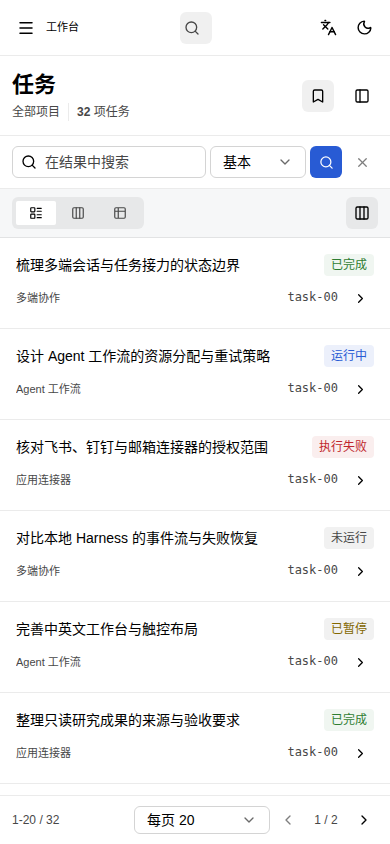 工作台
任务
全部项目 32 项任务
在结果中搜索 基本
梳理多端会话与任务接力的状态边界 已完成
多端协作 task-00
设计 Agent 工作流的资源分配与重试策略 运行中
Agent 工作流 task-00
核对飞书、钉钉与邮箱连接器的授权范围 执行失败
应用连接器 task-00
对比本地 Harness 的事件流与失败恢复 未运行
多端协作 task-00
完善中英文工作台与触控布局 已暂停
Agent 工作流 task-00
整理只读研究成果的来源与验收要求 已完成
应用连接器 task-00
1-20 / 32 每页 20 1 / 2